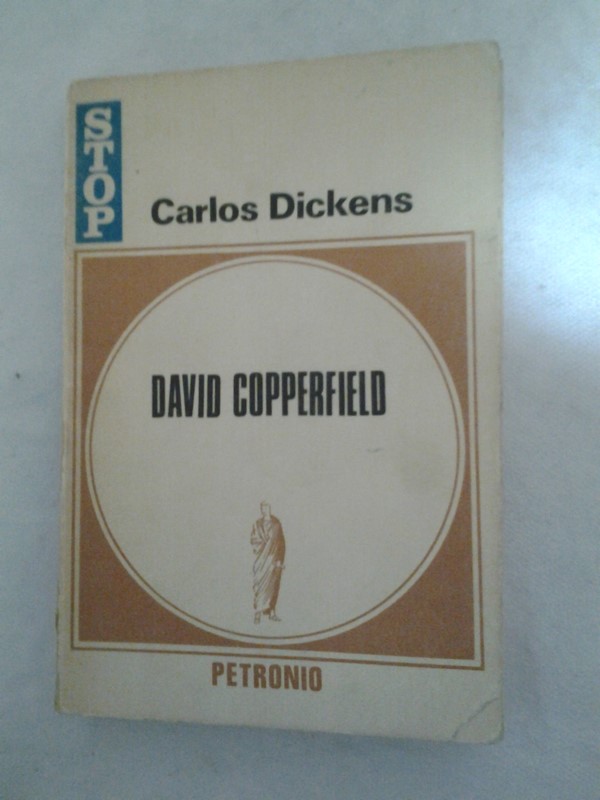 STOP
Carlos Dickens
DAVID COPPERFIELD
PETRONIO